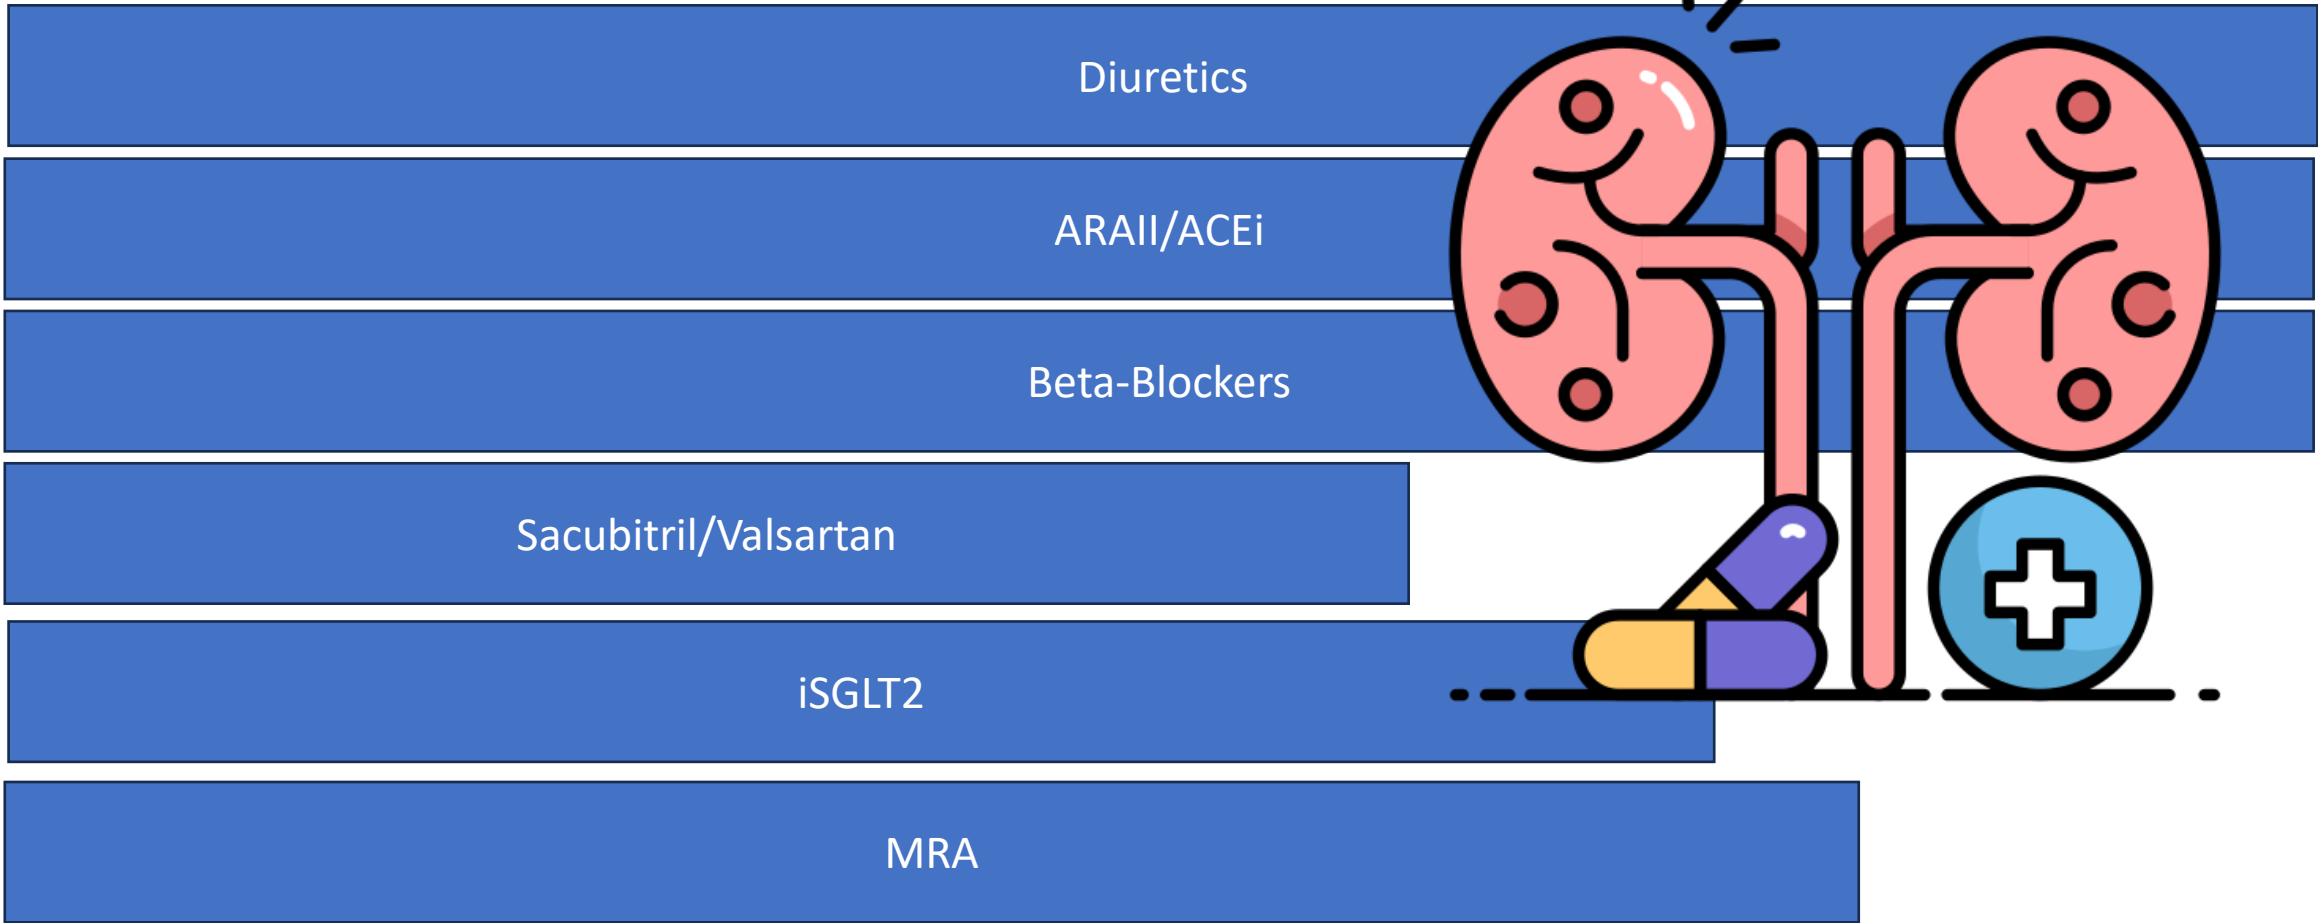 Diuretics
ARAII/ACEi
Beta-Blockers
Sacubitril/Valsartan
iSGLT2
MRA